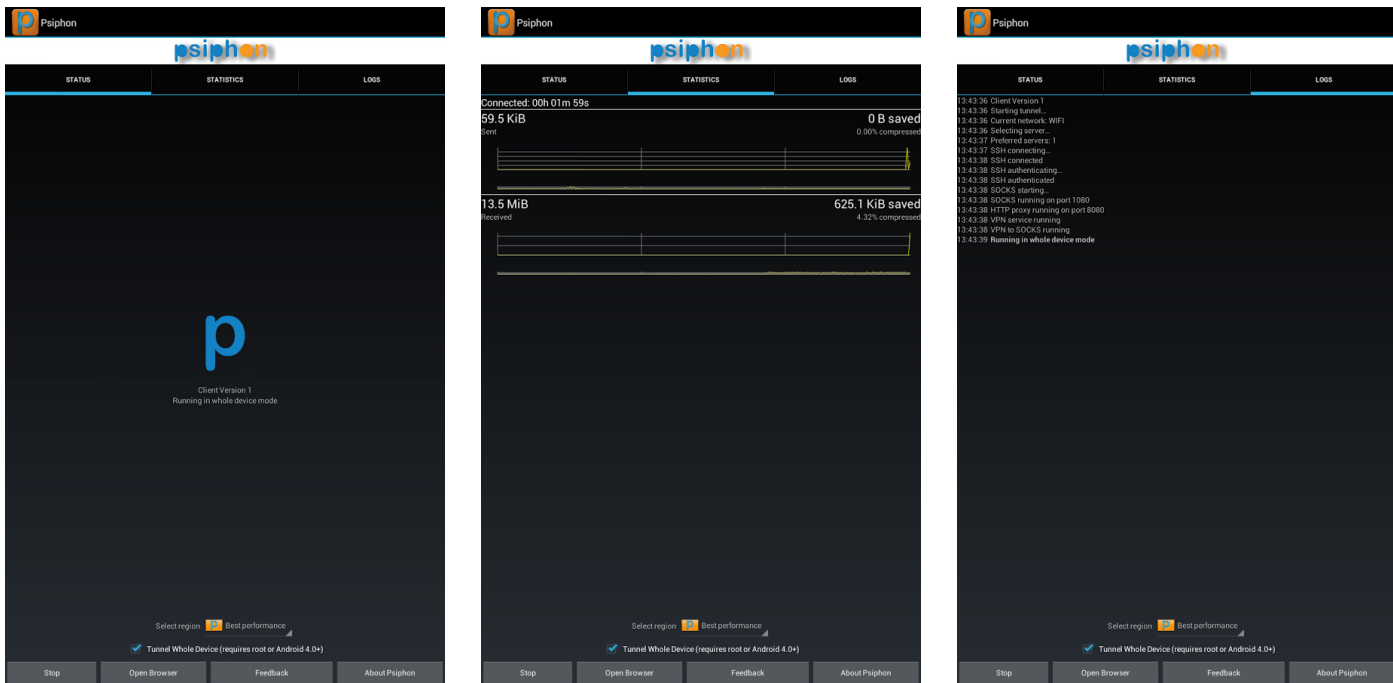 Psiphon
psiphon
STATUS STATISTICS LOGS
p
Client Version 1
Running in whole device mode
Select region Best performance
Tunnel Whole Device (requires root or Android 4.0+)
Stop Open Browser Feedback About Psiphon
Psiphon
psiphon
STATUS STATISTICS LOGS
Connected: 00h 01m 59s
59.5 KiB 0 B saved
Sent 0.00% compressed
13.5 MiB 625.1 KiB saved
Received 4.32% compressed
Select region Best performance
Tunnel Whole Device (requires root or Android 4.0+)
Stop Open Browser Feedback About Psiphon
Psiphon
psiphon
STATUS STATISTICS LOGS
13:43:36 Client Version 1
13:43:36 Starting tunnel...
13:43:36 Current network: WIFI
13:43:36 Selecting server...
13:43:37 Preferred servers: 1
13:43:37 SSH connecting...
13:43:38 SSH connected
13:43:38 SSH authenticating...
13:43:38 SSH authenticated
13:43:38 SOCKS starting...
13:43:38 SOCKS running on port 1080
13:43:38 HTTP proxy running on port 8080
13:43:38 VPN service running
13:43:38 VPN to SOCKS running
13:43:39 Running in whole device mode
Select region Best performance
Tunnel Whole Device (requires root or Android 4.0+)
Stop Open Browser Feedback About Psiphon